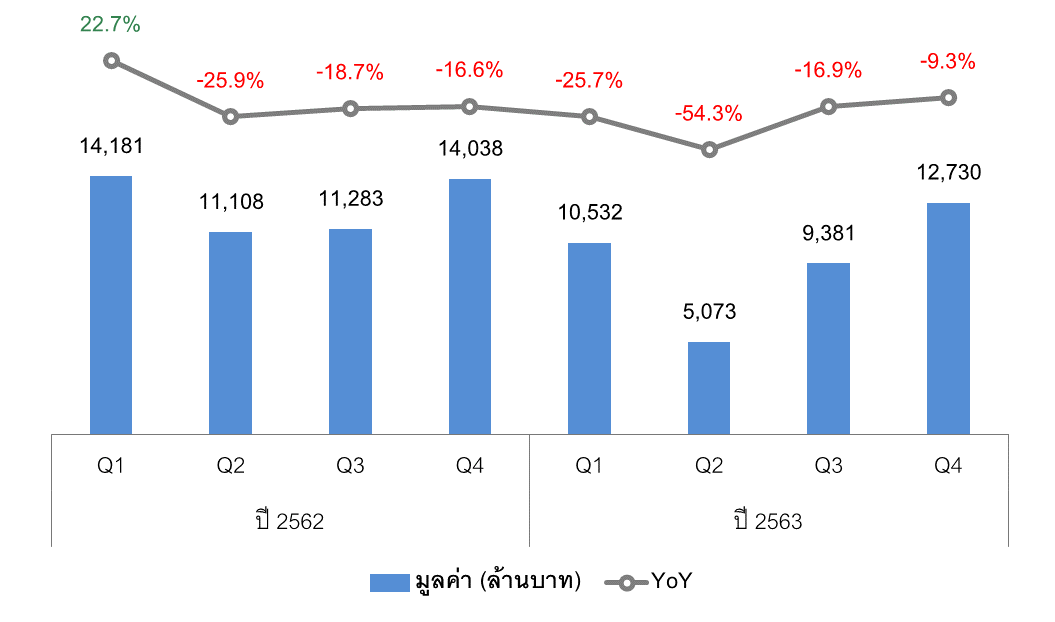 22.7%
-25.9% -18.7% -16.6% -25.7% -54.3% -16.9% -9.3%
14,181 11,108 11,283 14,038 10,532 5,073 9,381 12,730
Q1 Q2 Q3 Q4 Q1 Q2 Q3 Q4
ปี 2562 ปี 2563
มูลค่า (ล้านบาท) YoY